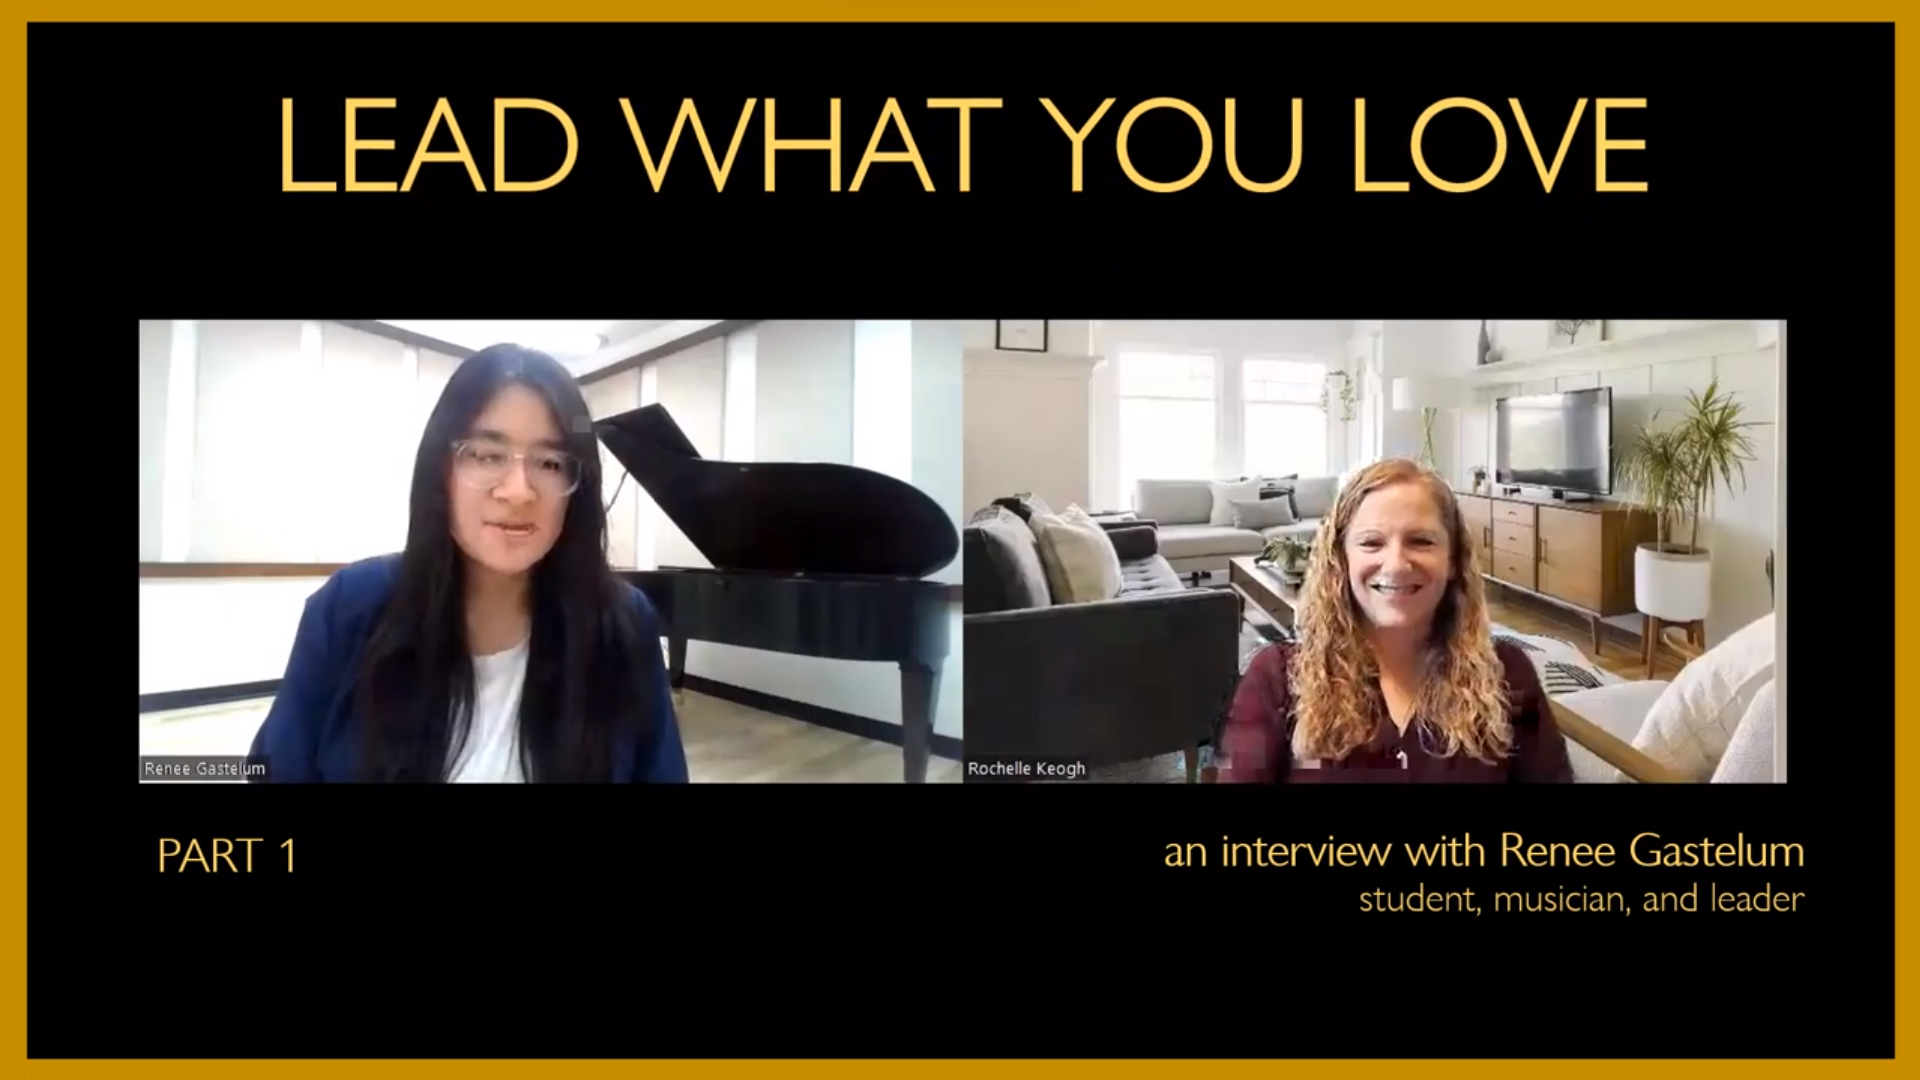 LEAD WHAT YOU LOVE
Renee Gastelum
Rochelle Keogh
PART 1
an interview with Renee Gastelum
student, musician, and leader